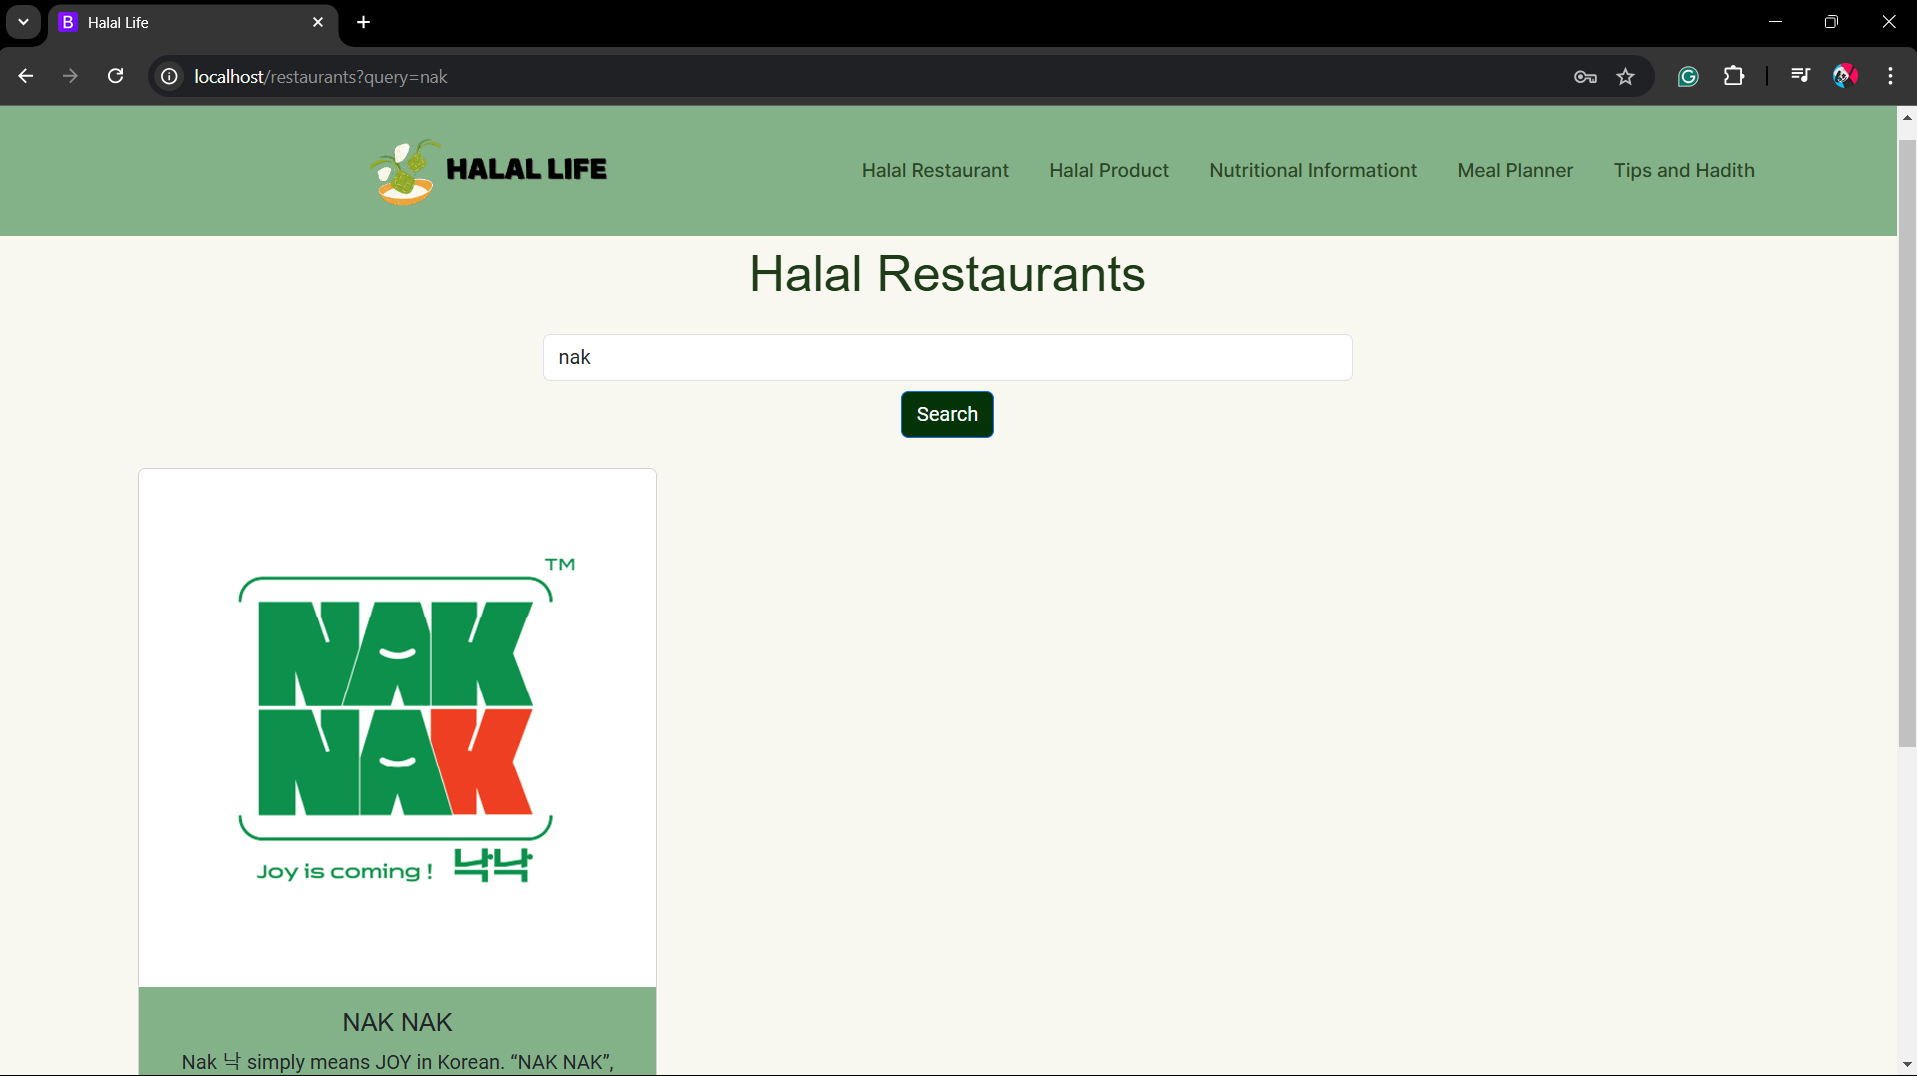 Halal Life
localhost/restaurants?query=nak
HALAL LIFE
Halal Restaurant
Halal Product
Nutritional Informationt
Meal Planner
Tips and Hadith
Halal Restaurants
nak
Search
TM
NAK
NAK
Joy is coming ! 낙낙
NAK NAK
Nak 낙 simply means JOY in Korean. “NAK NAK”,